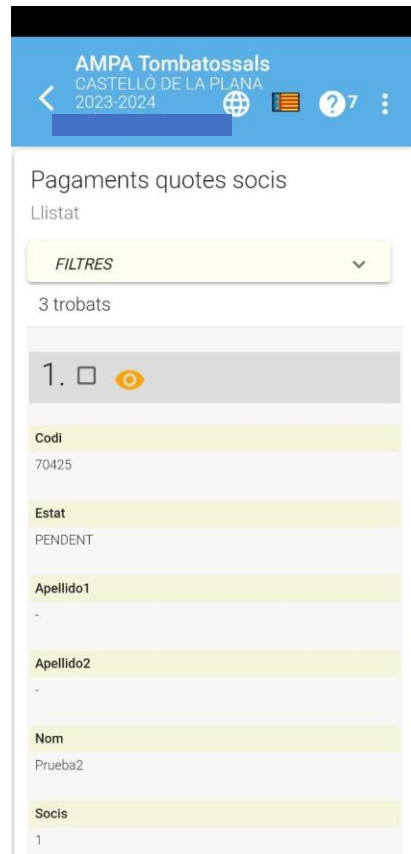 AMPA Tombatossals
CASTELLÓ DE LA PLANA
2023-2024
?7
Pagaments quotes socis
Llistat
FILTRES
3 trobats
1.
Codi
70425
Estat
PENDENT
Apellido1
-
Apellido2
-
Nom
Prueba2
Socis
1